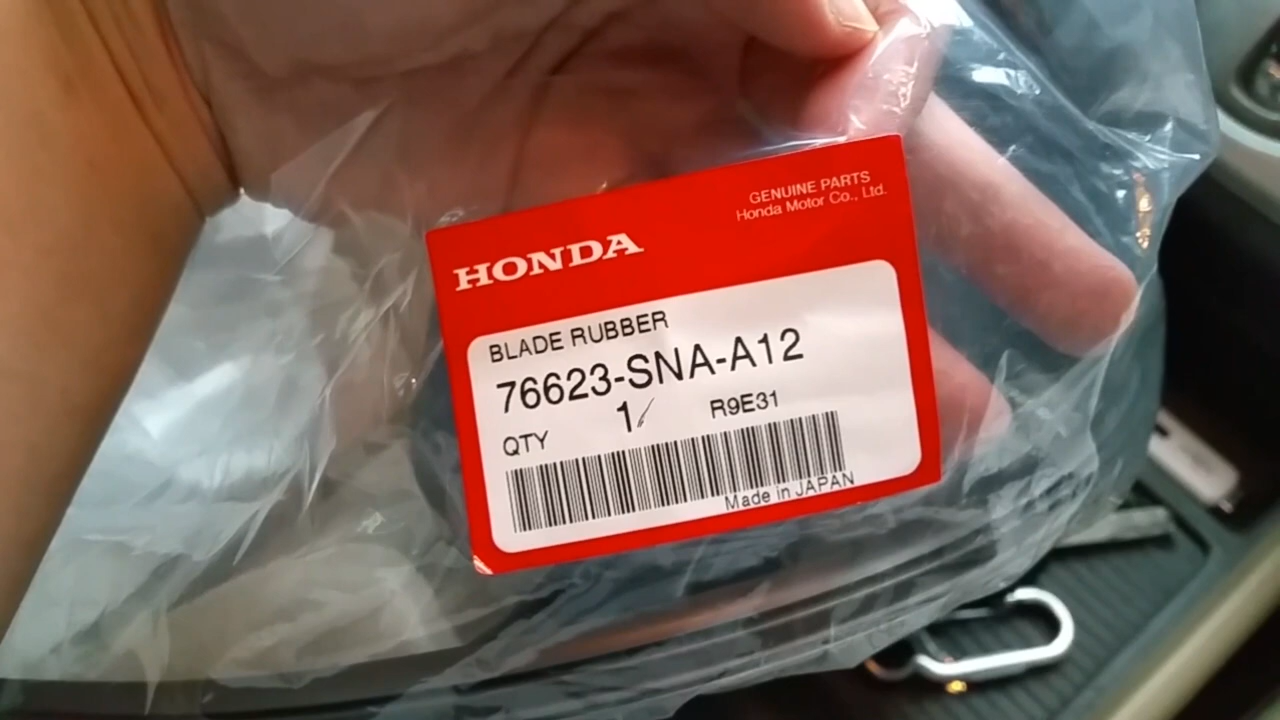 GENUINE PARTS
Honda Motor Co., Ltd.
HONDA
BLADE RUBBER
76623-SNA-A12
QTY 1 R9E31
Made in JAPAN